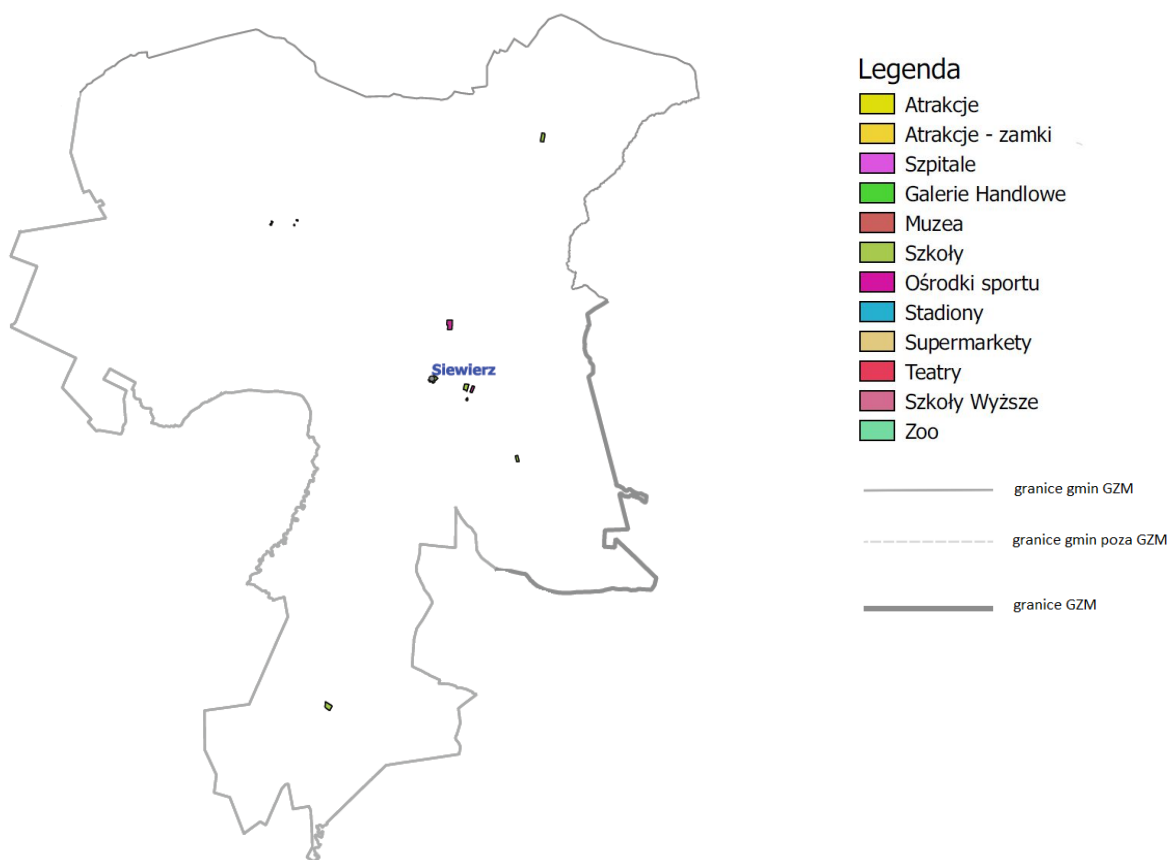 Legenda
Atrakcje
Atrakcje - zamki
Szpitale
Galerie Handlowe
Muzea
Szkoły
Ośrodki sportu
Stadiony
Supermarkety
Teatry
Szkoły Wyższe
Zoo
Siewierz
granice gmin GZM
granice gmin poza GZM
granice GZM